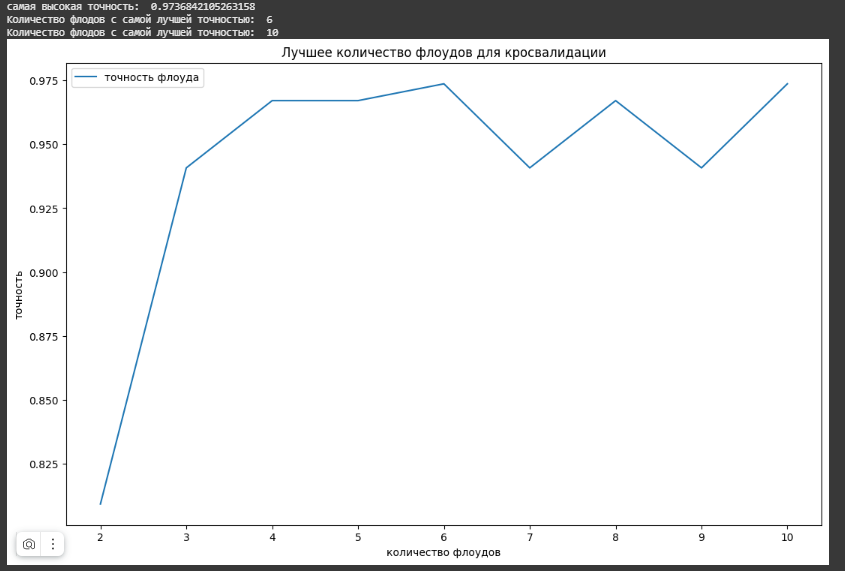 самая высокая точность:  0.9736842105263158
Количество флодов с самой лучшей точностью:  6
Количество флодов с самой лучшей точностью:  10
Лучшее количество флоудов для кросвалидации
точность флоуда
0.975
0.950
0.925
0.900
0.875
0.850
0.825
точность
2 3 4 5 6 7 8 9 10
количество флоудов